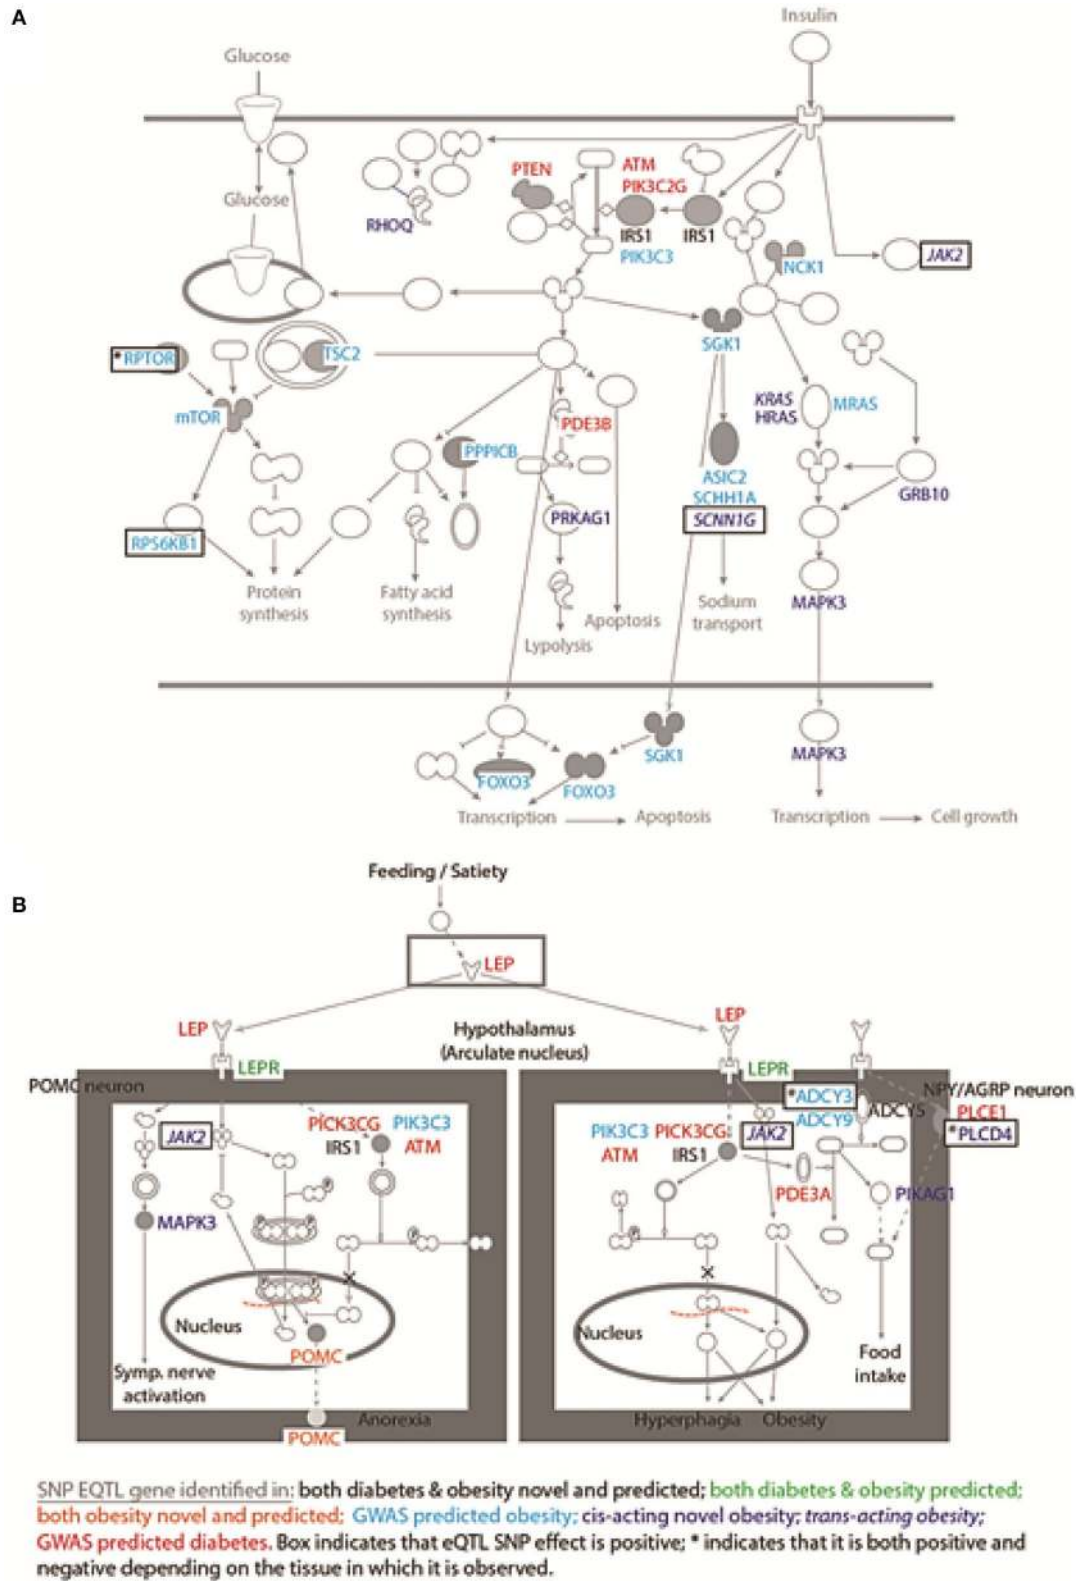 A
Insulin
Glucose
PTEN
ATM
PIK3C2G
Glucose
RHOQ
IRS1
IRS1
PIK3C3
NCK1
JAK2
SGK1
*RPTOR
TSC2
mTOR
KRAS
HRAS
MRAS
PDE3B
PPPICB
ASIC2
SCHH1A
SCNN1G
GRB10
PRKAG1
RPS6KB1
Protein
synthesis
Fatty acid
synthesis
Lypolysis
Apoptosis
Sodium
transport
MAPK3
SGK1
MAPK3
FOXO3
FOXO3
Transcription
Apoptosis
Transcription
Cell growth
B
Feeding / Satiety
LEP
LEP
Hypothalamus
(Arculate nucleus)
LEP
LEPR
LEPR
POMC neuron
NPY/AGRP neuron
JAK2
PICK3CG
IRS1
PIK3C3
ATM
PIK3C3
PICK3CG
ATM
IRS1
JAK2
*ADCY3
ADCY9
ADCY5
PLCE1
*PLCD4
MAPK3
PDE3A
PIKAG1
P
P
P
P
P
P
P
P
Nucleus
POMC
Nucleus
Symp. nerve
activation
Food
intake
Anorexia
POMC
Hyperphagia
Obesity
SNP EQTL gene identified in: both diabetes & obesity novel and predicted; both diabetes & obesity predicted;
both obesity novel and predicted; GWAS predicted obesity; cis-acting novel obesity; trans-acting obesity;
GWAS predicted diabetes. Box indicates that eQTL SNP effect is positive; * indicates that it is both positive and
negative depending on the tissue in which it is observed.